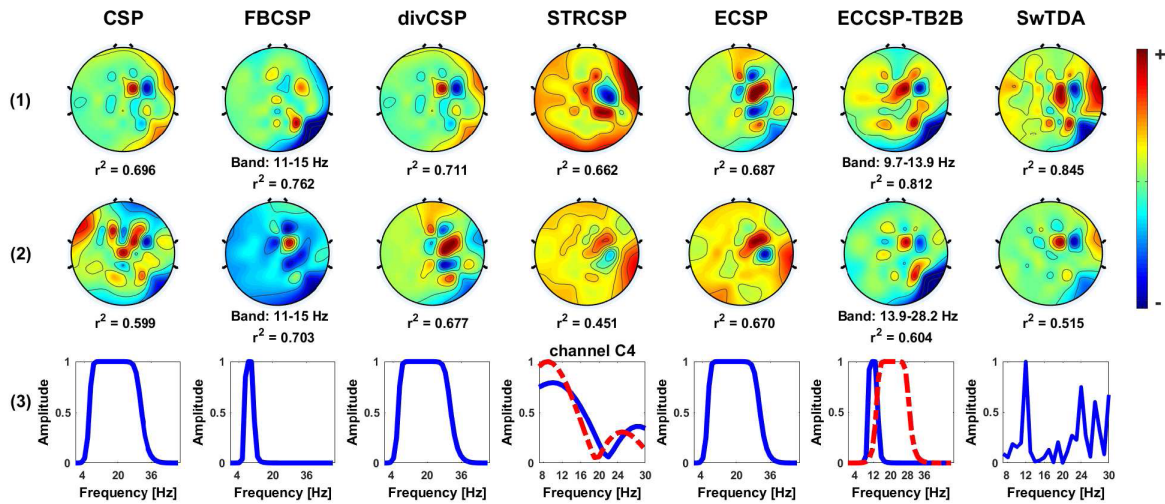 CSP FBCSP divCSP STRCSP ECSP ECCSP-TB2B SwTDA
+
(1)
r² = 0.696
Band: 11-15 Hz
r² = 0.762
r² = 0.711
r² = 0.662
r² = 0.687
Band: 9.7-13.9 Hz
r² = 0.812
r² = 0.845
(2)
-
r² = 0.599
Band: 11-15 Hz
r² = 0.703
r² = 0.677
r² = 0.451
r² = 0.670
Band: 13.9-28.2 Hz
r² = 0.604
r² = 0.515
(3)
Amplitude
1
0.5
0
4 20 36
Frequency [Hz]
Amplitude
1
0.5
0
4 20 36
Frequency [Hz]
Amplitude
1
0.5
0
4 20 36
Frequency [Hz]
channel C4
Amplitude
1
0.5
0
8 12 16 20 24 30
Frequency [Hz]
Amplitude
1
0.5
0
4 20 36
Frequency [Hz]
Amplitude
1
0.5
0
4 12 20 28 36
Frequency [Hz]
Amplitude
1
0.5
0
8 12 16 20 24 30
Frequency [Hz]